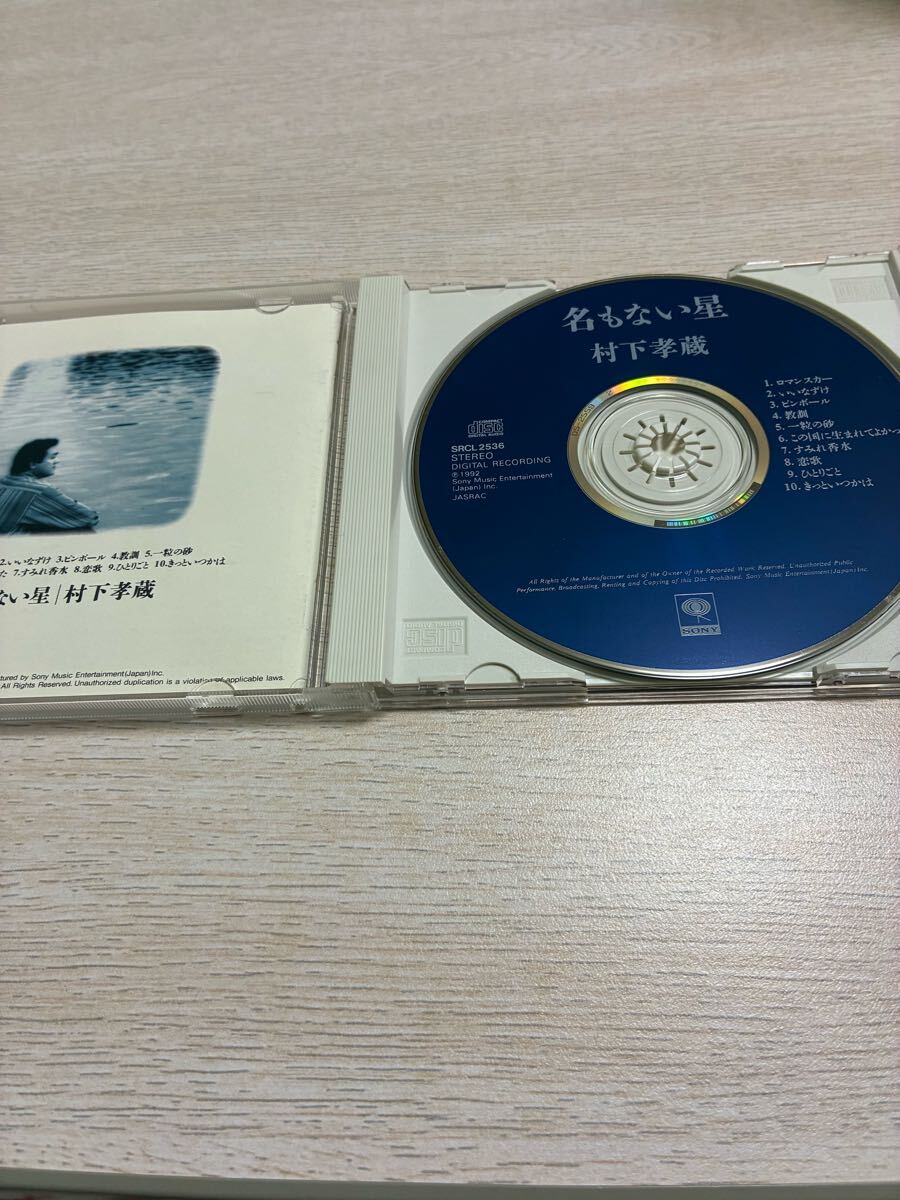 2.いいなずけ 3.ピンボール 4.教訓 5.一粒の砂
た 7.すみれ香水 8.恋歌 9.ひとりごと 10.きっといつかは
ない星|村下孝蔵
tured by Sony Music Entertainment(Japan)Inc.
All Rights Reserved. Unauthorized duplication is a violation of applicable laws.
名もない星
村下孝蔵
COMPACT
disc
DIGITAL AUDIO
SRCL 2536
STEREO
DIGITAL RECORDING
℗1992
Sony Music Entertainment
(Japan) Inc.
JASRAC
1. ロマンスカー
2. いいなずけ
3. ピンボール
4. 教訓
5. 一粒の砂
6. この国に生まれてよかっ
7. すみれ香水
8. 恋歌
9. ひとりごと
10. きっといつかは
All Rights of the Manufacturer and of the Owner of the Recorded Work Reserved. Unauthorized Public
Performance, Broadcasting, Renting and Copying of this Disc Prohibited. Sony Music Entertainment(Japan)Inc.
SONY